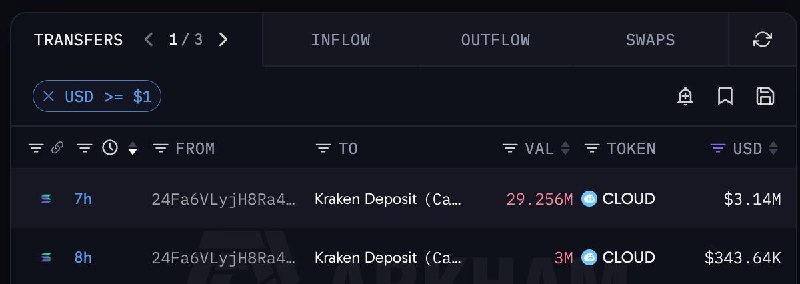 TRANSFERS 1 / 3 INFLOW OUTFLOW SWAPS
USD >= $1
FROM TO VAL TOKEN USD
7h 24Fa6VLyjH8Ra4… Kraken Deposit (Ca… 29.256M CLOUD $3.14M
8h 24Fa6VLyjH8Ra4… Kraken Deposit (Ca… 3M CLOUD $343.64K
ARKHAM